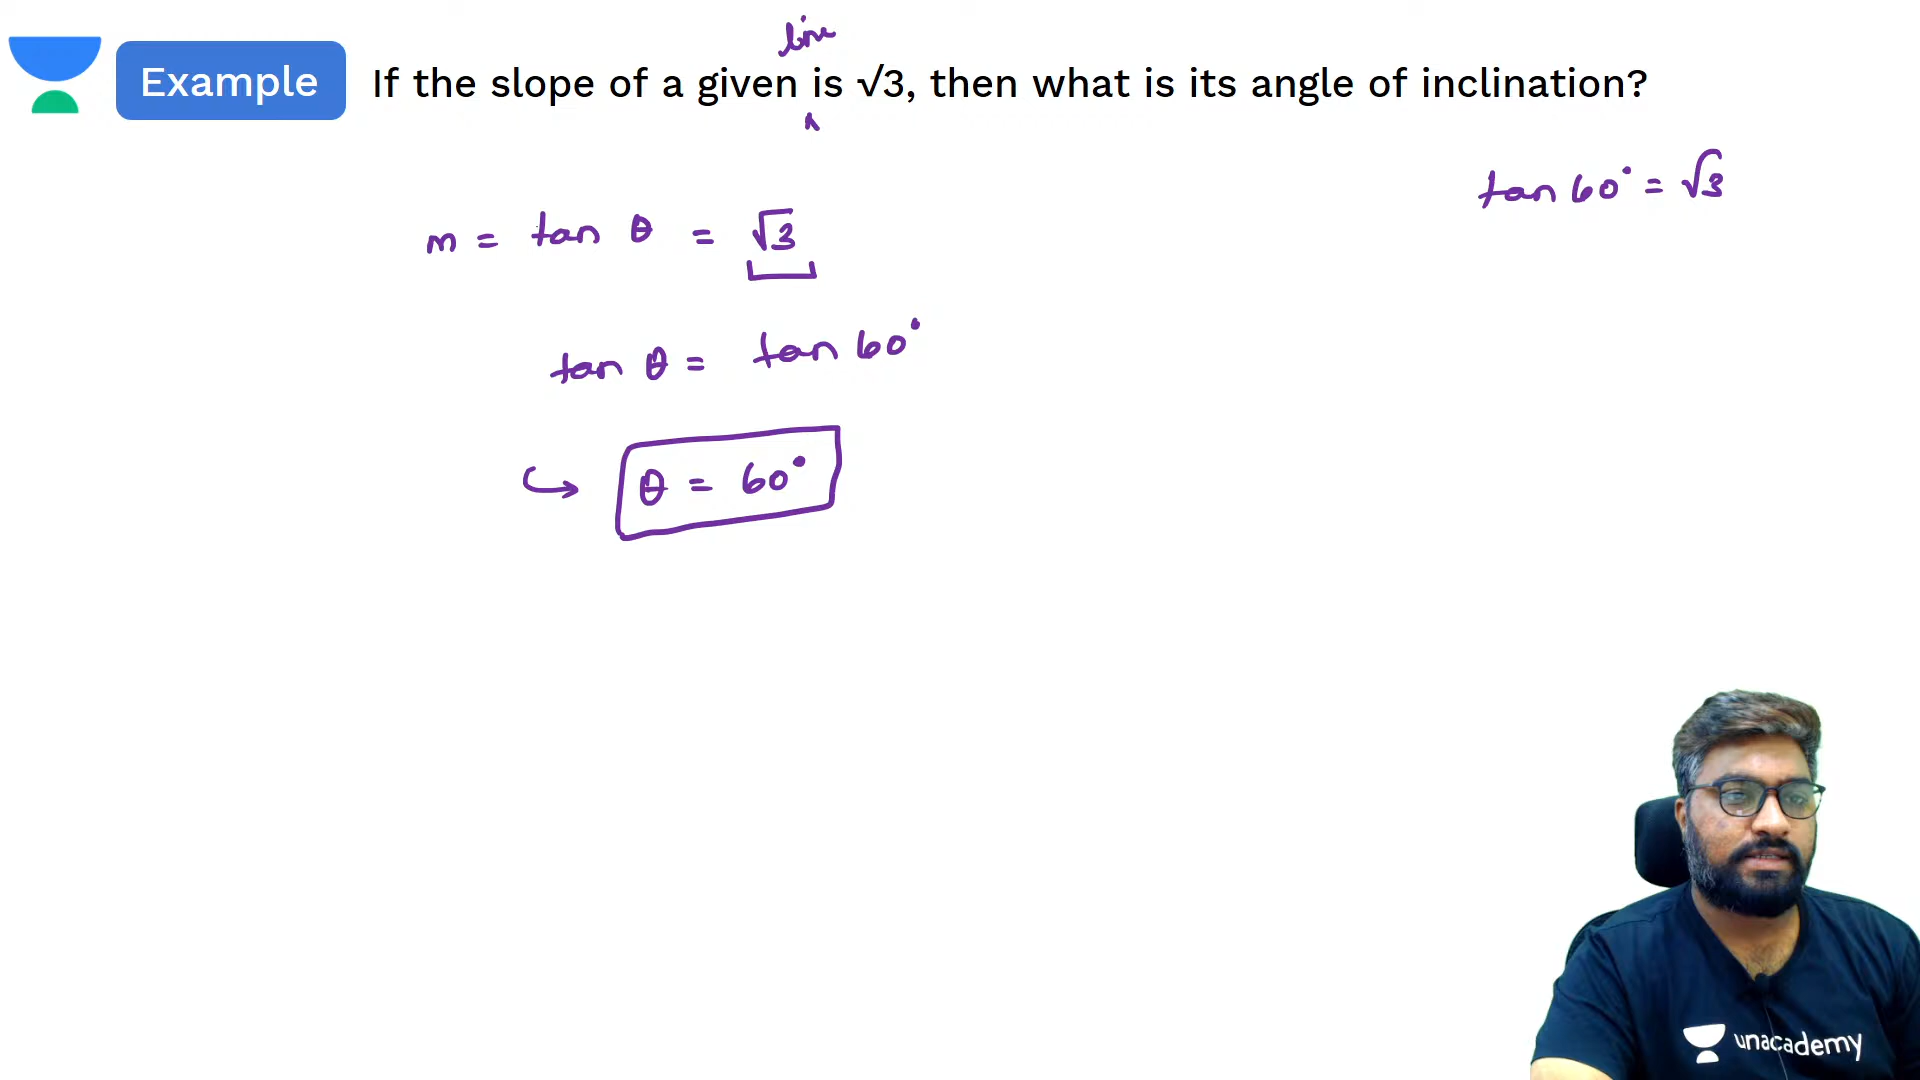 line
Example If the slope of a given is √3, then what is its angle of inclination?
tan 60° = √3
m = tan θ = √3
tan θ = tan 60°
↪ θ = 60°
unacademy